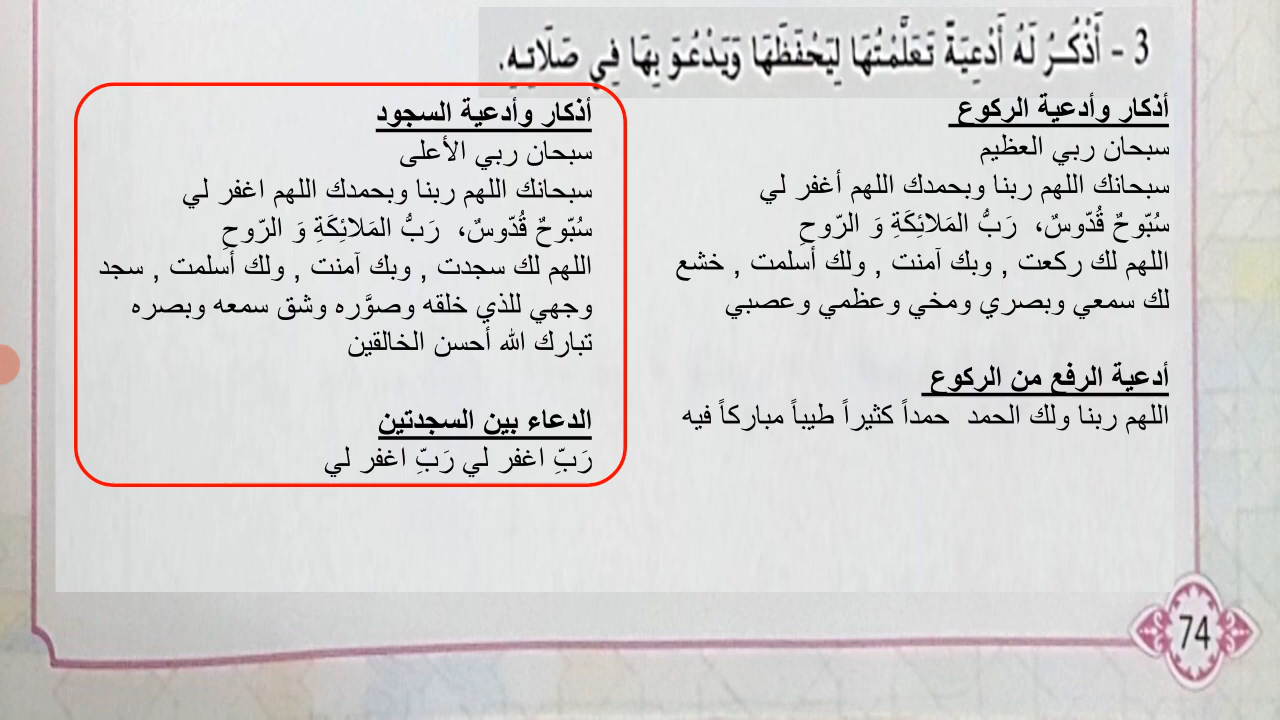 3 - أَذْكُـرُ لَهُ أَدْعِيَةً تَعَلَّمْتُهَا لِيَحْفَظَهَا وَيَدْعُوَ بِهَا فِي صَلَاتِـهِ.
أذكار وأدعية الركوع
سبحان ربي العظيم
سبحانك اللهم ربنا وبحمدك اللهم أغفر لي
سُبّوحٌ قُدّوسٌ، رَبُّ المَلائِكَةِ وَ الرّوحِ
اللهم لك ركعت , وبك آمنت , ولك أسلمت , خشع
لك سمعي وبصري ومخي وعظمي وعصبي
أدعية الرفع من الركوع
اللهم ربنا ولك الحمد حمداً كثيراً طيباً مباركاً فيه
أذكار وأدعية السجود
سبحان ربي الأعلى
سبحانك اللهم ربنا وبحمدك اللهم اغفر لي
سُبّوحٌ قُدّوسٌ، رَبُّ المَلائِكَةِ وَ الرّوحِ
اللهم لك سجدت , وبك آمنت , ولك أسلمت , سجد
وجهي للذي خلقه وصوَّره وشق سمعه وبصره
تبارك الله أحسن الخالقين
الدعاء بين السجدتين
رَبِّ اغفر لي رَبِّ اغفر لي
74